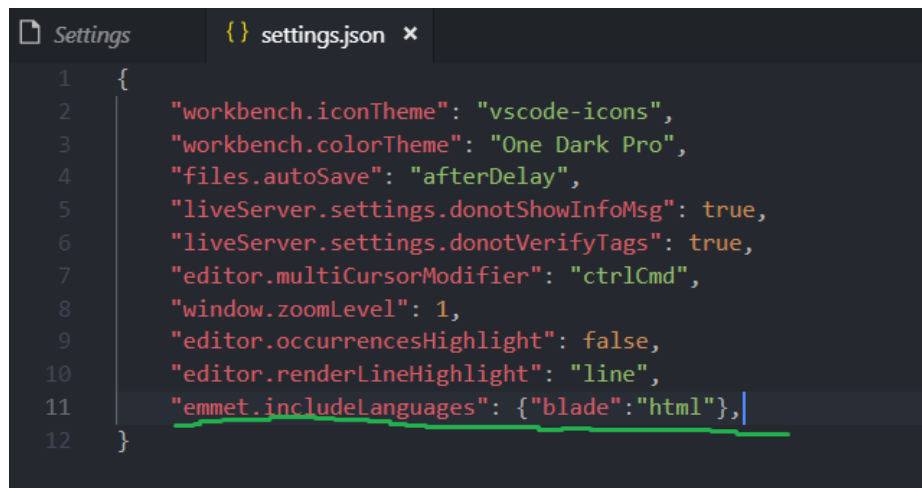 Settings
{} settings.json ×
1 {
2 "workbench.iconTheme": "vscode-icons",
3 "workbench.colorTheme": "One Dark Pro",
4 "files.autoSave": "afterDelay",
5 "liveServer.settings.donotShowInfoMsg": true,
6 "liveServer.settings.donotVerifyTags": true,
7 "editor.multiCursorModifier": "ctrlCmd",
8 "window.zoomLevel": 1,
9 "editor.occurrencesHighlight": false,
10 "editor.renderLineHighlight": "line",
11 "emmet.includeLanguages": {"blade":"html"},
12 }